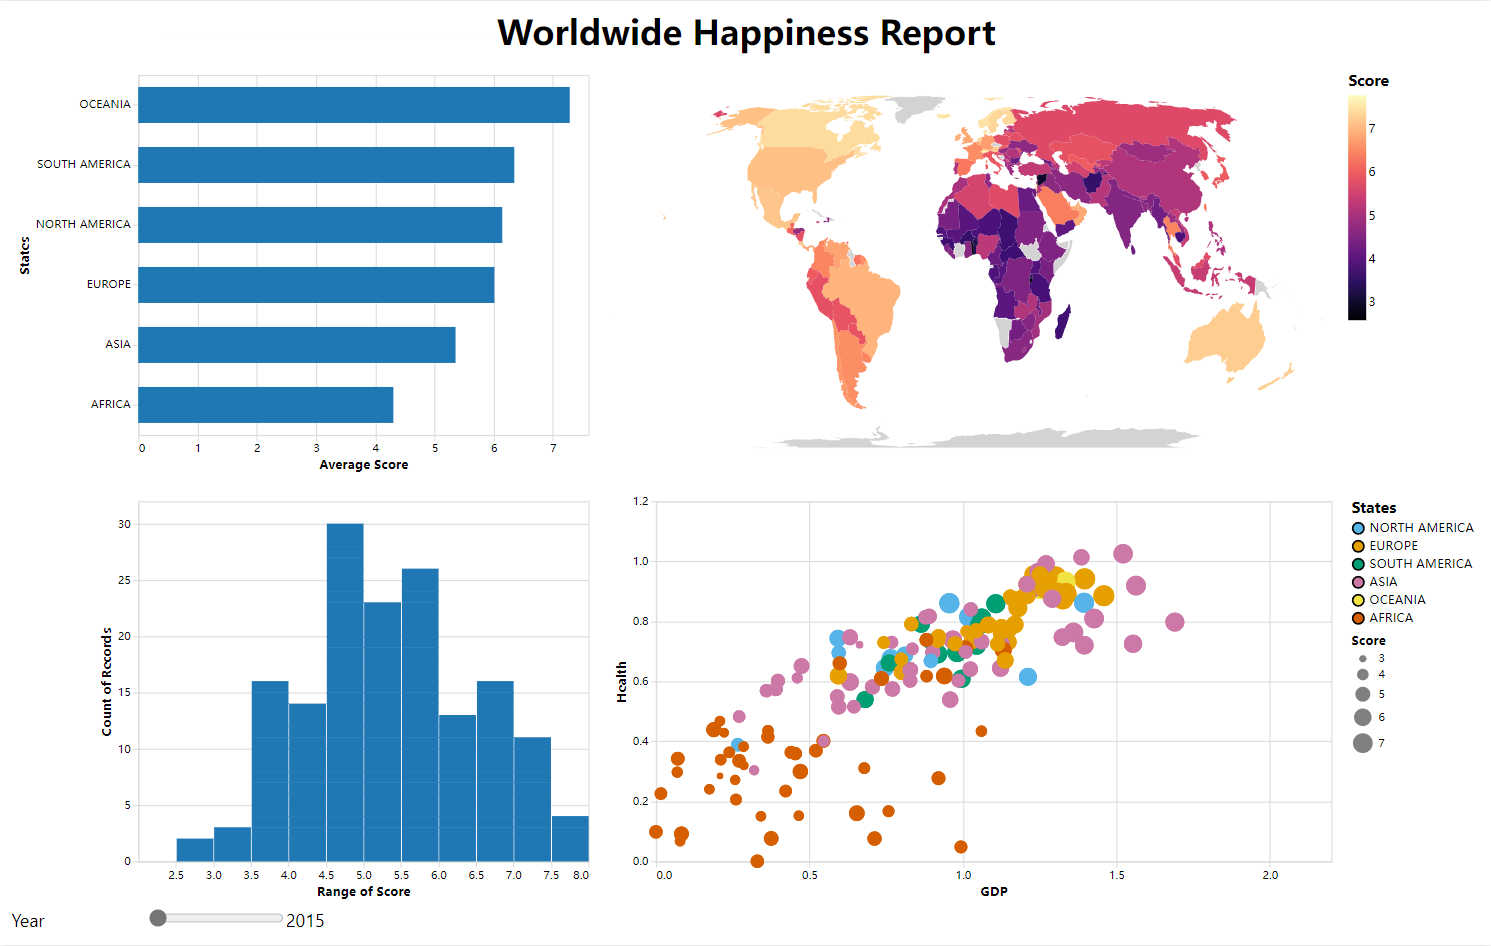 Worldwide Happiness Report
States
OCEANIA
SOUTH AMERICA
NORTH AMERICA
EUROPE
ASIA
AFRICA
0 1 2 3 4 5 6 7
Average Score
Score
7
6
5
4
3
Count of Records
30
25
20
15
10
5
0
2.5 3.0 3.5 4.0 4.5 5.0 5.5 6.0 6.5 7.0 7.5 8.0
Range of Score
Health
1.2
1.0
0.8
0.6
0.4
0.2
0.0
0.0 0.5 1.0 1.5 2.0
GDP
States
NORTH AMERICA
EUROPE
SOUTH AMERICA
ASIA
OCEANIA
AFRICA
Score
3
4
5
6
7
Year 2015